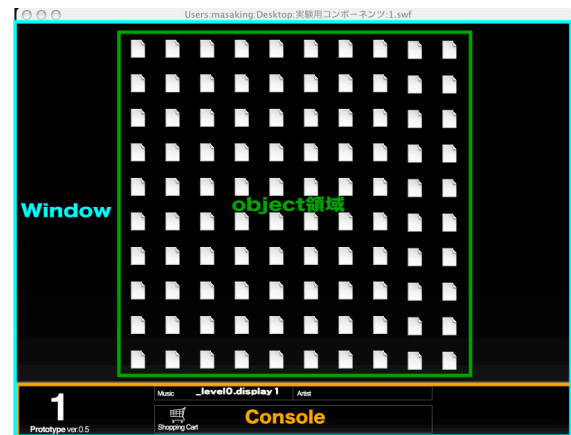 Users:masaking:Desktop:実験用コンポーネンツ:1.swf
object領域
Window
1
Prototype ver.0.5
Music _level0.display1 Artist
Shopping Cart
Console